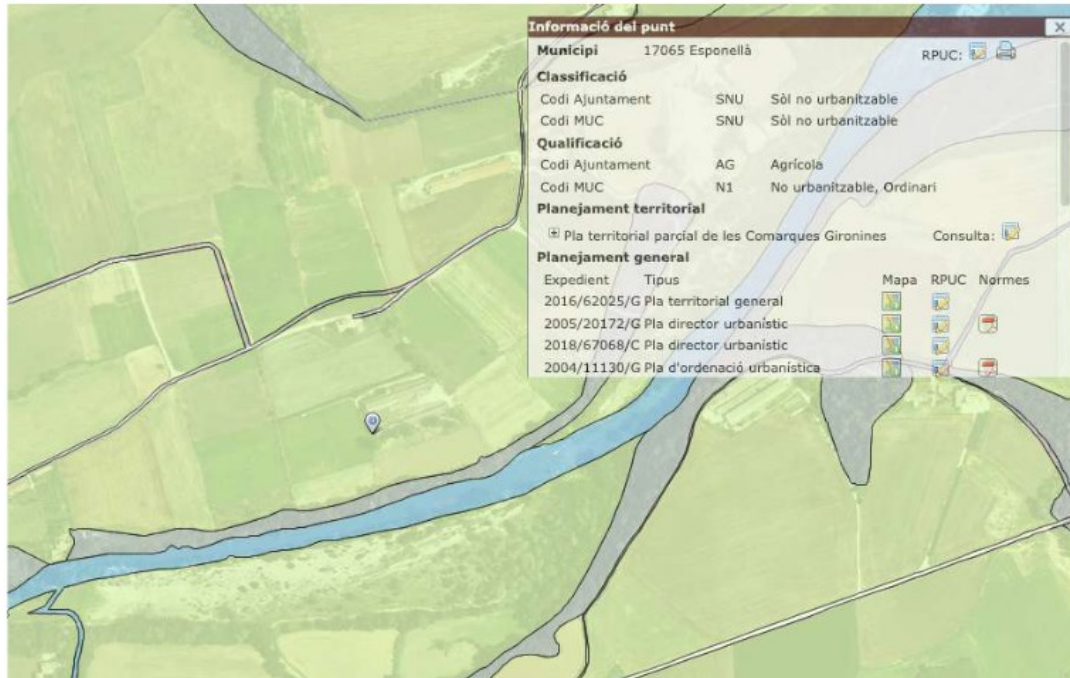 Informació del punt
Municipi 17065 Esponellà RPUC:
Classificació
Codi Ajuntament SNU Sòl no urbanitzable
Codi MUC SNU Sòl no urbanitzable
Qualificació
Codi Ajuntament AG Agrícola
Codi MUC N1 No urbanitzable, Ordinari
Planejament territorial
Pla territorial parcial de les Comarques Gironines Consulta:
Planejament general
Expedient Tipus Mapa RPUC Normes
2016/62025/G Pla territorial general
2005/20172/G Pla director urbanístic
2018/67068/C Pla director urbanístic
2004/11130/G Pla d'ordenació urbanística